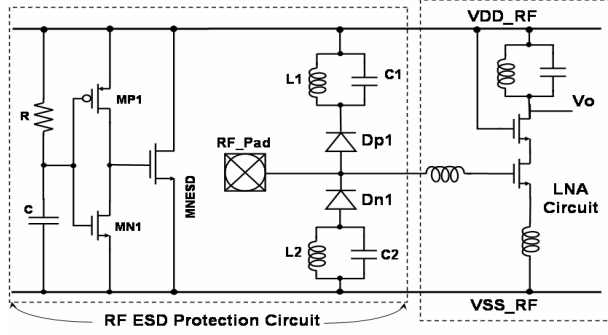 VDD_RF
L1
C1
Vo
MP1
R
RF_Pad
Dp1
MNESD
Dn1
LNA
Circuit
C
MN1
L2
C2
VSS_RF
RF ESD Protection Circuit